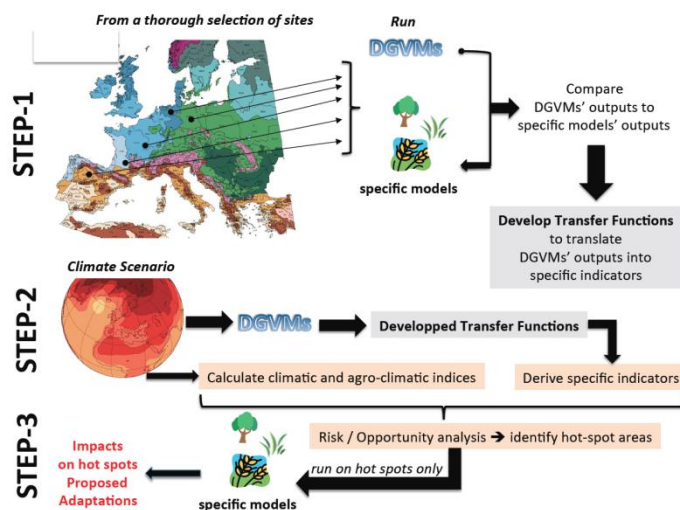 From a thorough selection of sites
Run
STEP-1
DGVMs
specific models
Compare
DGVMs' outputs to
specific models' outputs
Develop Transfer Functions
to translate
DGVMs' outputs into
specific indicators
STEP-2
Climate Scenario
DGVMs
Developped Transfer Functions
Calculate climatic and agro-climatic indices
Derive specific indicators
STEP-3
Risk / Opportunity analysis ➔ identify hot-spot areas
run on hot spots only
specific models
Impacts
on hot spots
Proposed
Adaptations